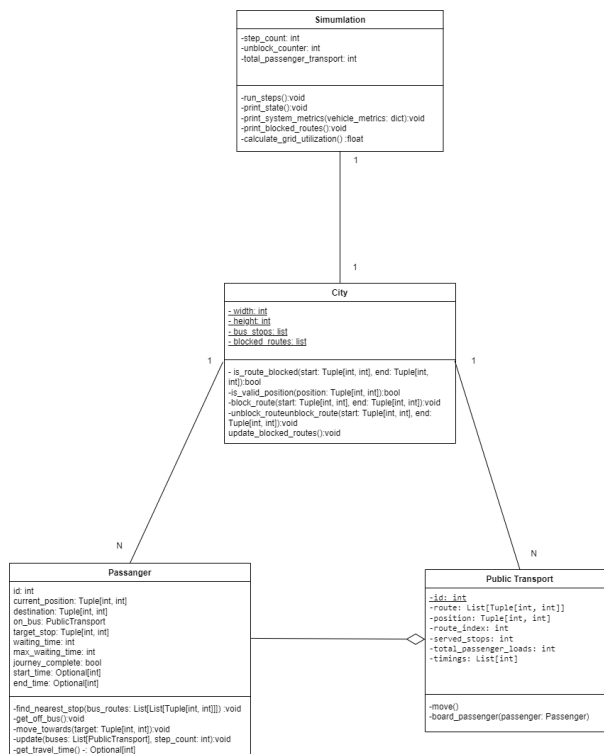 Simumlation
-step_count: int
-unblock_counter: int
-total_passenger_transport: int
-run_steps():void
-print_state():void
-print_system_metrics(vehicle_metrics: dict):void
-print_blocked_routes():void
-calculate_grid_utilization() :float
1
1
City
- width: int
- height: int
- bus_stops: list
- blocked_routes: list
- is_route_blocked(start: Tuple[int, int], end: Tuple[int,
int]):bool
-is_valid_position(position: Tuple[int, int]):bool
-block_route(start: Tuple[int, int], end: Tuple[int, int]):void
-unblock_routeunblock_route(start: Tuple[int, int], end:
Tuple[int, int]):void
update_blocked_routes():void
1
1
N
N
Passanger
id: int
current_position: Tuple[int, int]
destination: Tuple[int, int]
on_bus: PublicTransport
target_stop: Tuple[int, int]
waiting_time: int
max_waiting_time: int
journey_complete: bool
start_time: Optional[int]
end_time: Optional[int]
-find_nearest_stop(bus_routes: List[List[Tuple[int, int]]]) :void
-get_off_bus():void
-move_towards(target: Tuple[int, int]):void
-update(buses: List[PublicTransport], step_count: int):void
-get_travel_time() -: Optional[int]
Public Transport
-id: int
-route: List[Tuple[int, int]]
-position: Tuple[int, int]
-route_index: int
-served_stops: int
-total_passenger_loads: int
-timings: List[int]
-move()
-board_passenger(passenger: Passenger)